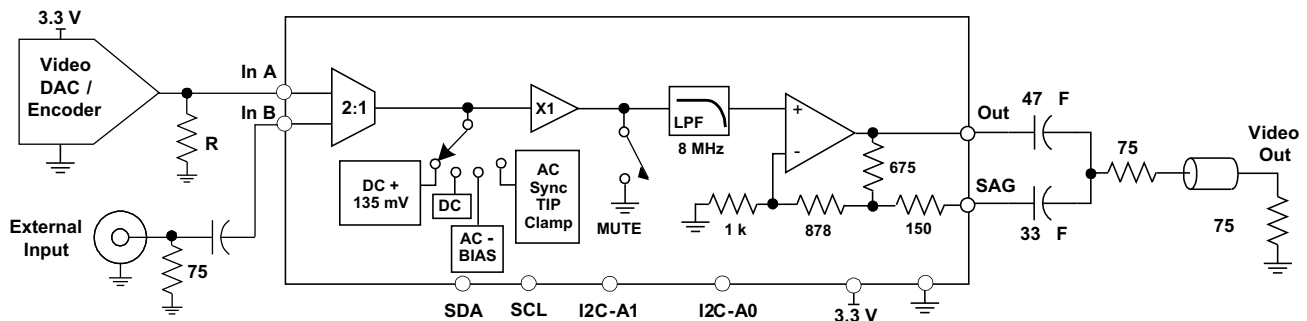 3.3 V
Video
DAC /
Encoder
R
In A
In B
2:1
X1
LPF
8 MHz
+
-
Out
47 F
675
SAG
33 F
75
Video
Out
75
DC +
135 mV
DC
AC -
BIAS
AC
Sync
TIP
Clamp
MUTE
1 k
878
150
External
Input
75
SDA
SCL
I2C-A1
I2C-A0
3.3 V